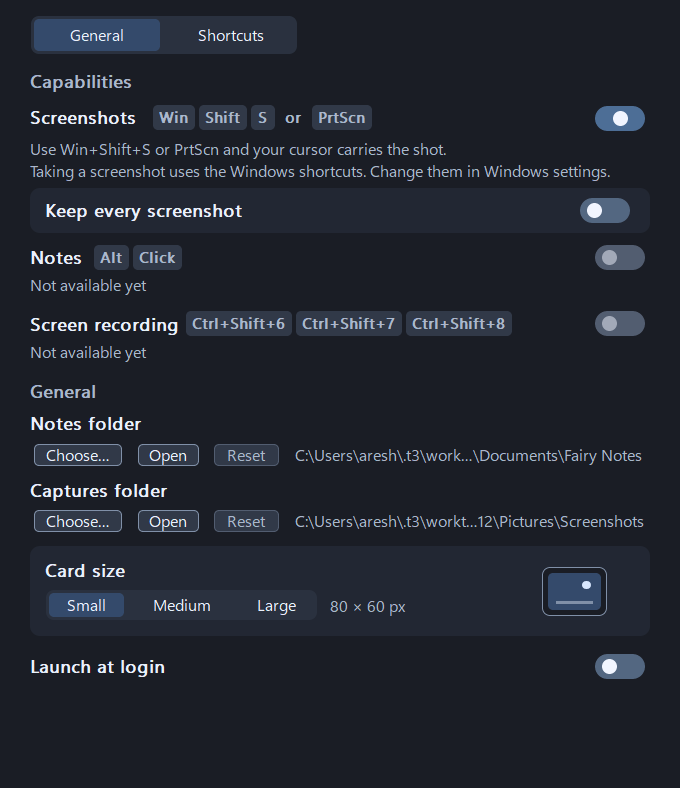 General Shortcuts
Capabilities
Screenshots Win Shift S or PrtScn
Use Win+Shift+S or PrtScn and your cursor carries the shot.
Taking a screenshot uses the Windows shortcuts. Change them in Windows settings.
Keep every screenshot
Notes Alt Click
Not available yet
Screen recording Ctrl+Shift+6 Ctrl+Shift+7 Ctrl+Shift+8
Not available yet
General
Notes folder
Choose... Open Reset C:\Users\aresh\.t3\work...\Documents\Fairy Notes
Captures folder
Choose... Open Reset C:\Users\aresh\.t3\workt...12\Pictures\Screenshots
Card size
Small Medium Large 80 × 60 px
Launch at login